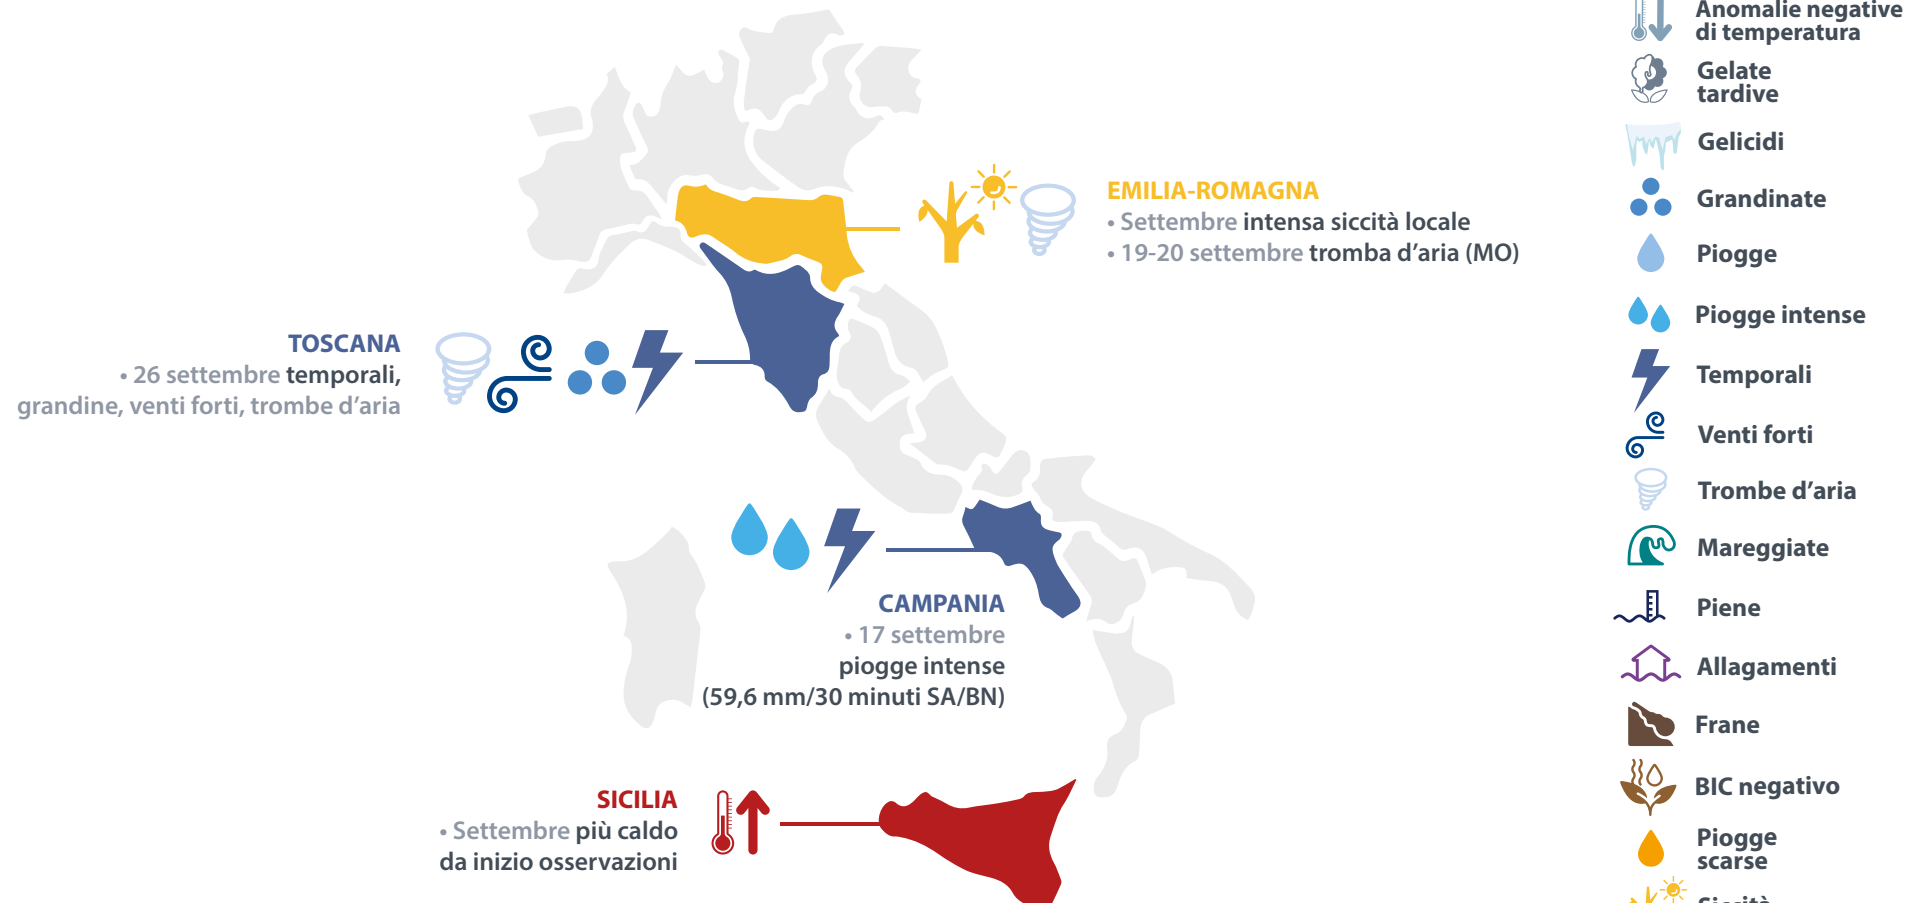 EMILIA-ROMAGNA
• Settembre intensa siccità locale
• 19-20 settembre tromba d’aria (MO)
TOSCANA
• 26 settembre temporali,
grandine, venti forti, trombe d’aria
CAMPANIA
• 17 settembre
piogge intense
(59,6 mm/30 minuti SA/BN)
SICILIA
• Settembre più caldo
da inizio osservazioni
Anomalie negative
di temperatura
Gelate
tardive
Gelicidi
Grandinate
Piogge
Piogge intense
Temporali
Venti forti
Trombe d’aria
Mareggiate
Piene
Allagamenti
Frane
BIC negativo
Piogge
scarse
Siccità